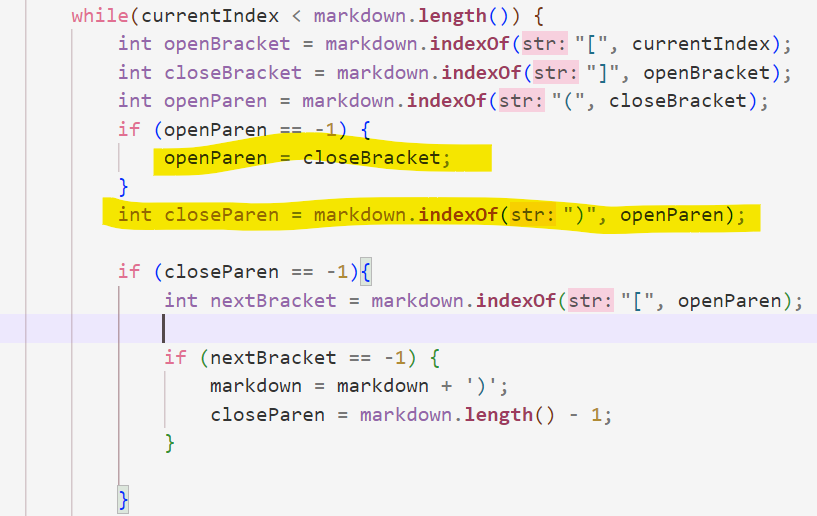 while(currentIndex < markdown.length()) {
int openBracket = markdown.indexOf(str: "[", currentIndex);
int closeBracket = markdown.indexOf(str: "]", openBracket);
int openParen = markdown.indexOf(str: "(", closeBracket);
if (openParen == -1) {
openParen = closeBracket;
}
int closeParen = markdown.indexOf(str: ")", openParen);
if (closeParen == -1){
int nextBracket = markdown.indexOf(str: "[", openParen);
if (nextBracket == -1) {
markdown = markdown + ')';
closeParen = markdown.length() - 1;
}
}